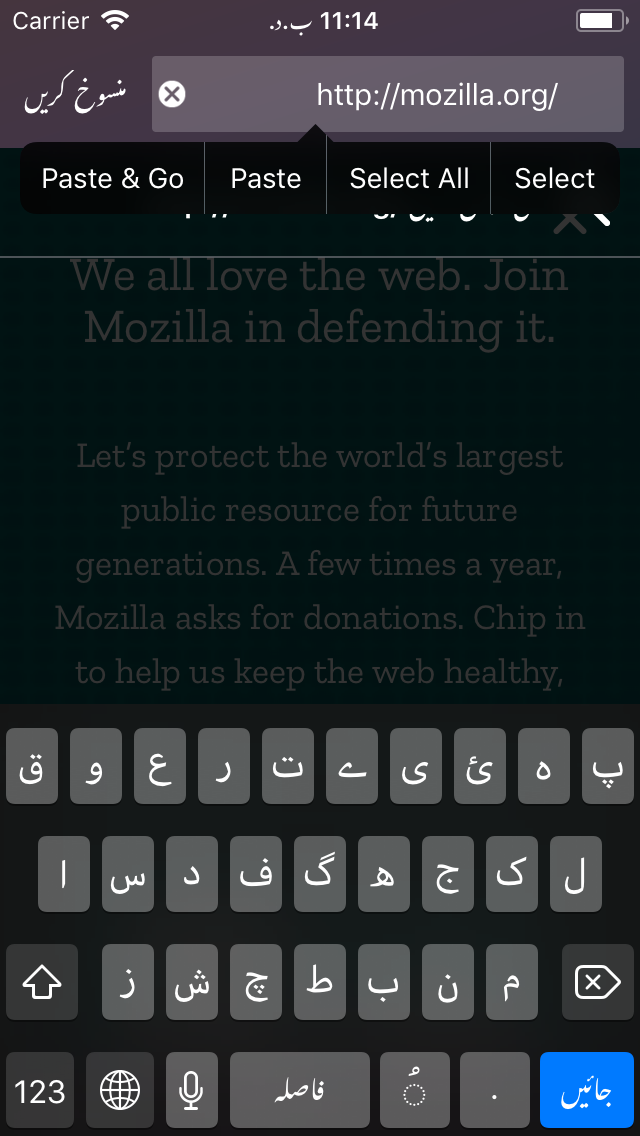 Carrier 11:14 ب.د.
منسوخ کریں http://mozilla.org/
Paste & Go Paste Select All Select
We all love the web. Join
Mozilla in defending it.
Let’s protect the world’s largest
public resource for future
generations. A few times a year,
Mozilla asks for donations. Chip in
to help us keep the web healthy,
ق و ع ر ت ے ی ئ ہ پ
ا س د ف گ ھ ج ک ل
ز ش چ ط ب ن م
123 فاصلہ ُ . جائیں